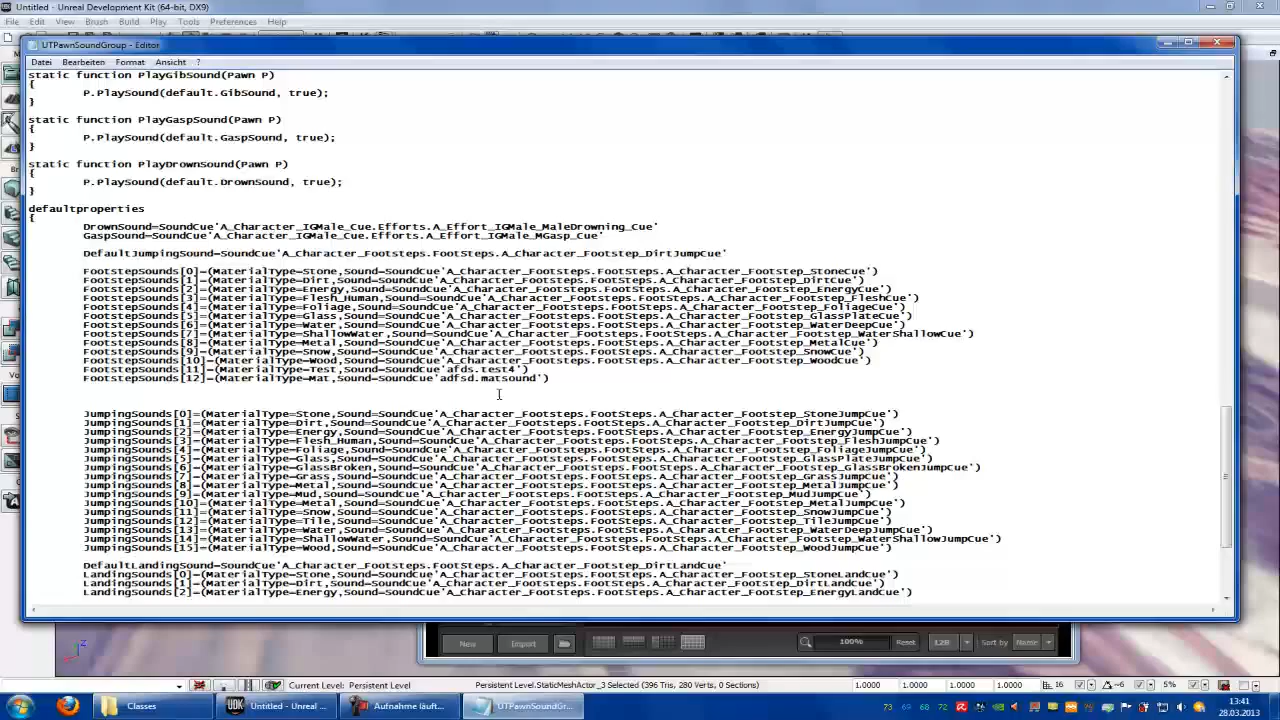 Untitled - Unreal Development Kit (64-bit, DX9)
File Edit View Brush Build Play Tools Preferences Help
UTPawnSoundGroup - Editor
Datei Bearbeiten Format Ansicht ?
static function PlayGibSound(Pawn P)
{
P.PlaySound(default.GibSound, true);
}
static function PlayGaspSound(Pawn P)
{
P.PlaySound(default.GaspSound, true);
}
static function PlayDrownSound(Pawn P)
{
P.PlaySound(default.DrownSound, true);
}
defaultproperties
{
DrownSound=SoundCue'A_Character_IGMale_Cue.Efforts.A_Effort_IGMale_MaleDrowning_Cue'
GaspSound=SoundCue'A_Character_IGMale_Cue.Efforts.A_Effort_IGMale_MGasp_Cue'
DefaultJumpingSound=SoundCue'A_Character_Footsteps.FootSteps.A_Character_Footstep_DirtJumpCue'
FootstepSounds[0]=(MaterialType=Stone,Sound=SoundCue'A_Character_Footsteps.FootSteps.A_Character_Footstep_StoneCue')
FootstepSounds[1]=(MaterialType=Dirt,Sound=SoundCue'A_Character_Footsteps.FootSteps.A_Character_Footstep_DirtCue')
FootstepSounds[2]=(MaterialType=Energy,Sound=SoundCue'A_Character_Footsteps.FootSteps.A_Character_Footstep_EnergyCue')
FootstepSounds[3]=(MaterialType=Flesh_Human,Sound=SoundCue'A_Character_Footsteps.FootSteps.A_Character_Footstep_FleshCue')
FootstepSounds[4]=(MaterialType=Foliage,Sound=SoundCue'A_Character_Footsteps.FootSteps.A_Character_Footstep_FoliageCue')
FootstepSounds[5]=(MaterialType=Glass,Sound=SoundCue'A_Character_Footsteps.FootSteps.A_Character_Footstep_GlassPlateCue')
FootstepSounds[6]=(MaterialType=Water,Sound=SoundCue'A_Character_Footsteps.FootSteps.A_Character_Footstep_WaterDeepCue')
FootstepSounds[7]=(MaterialType=ShallowWater,Sound=SoundCue'A_Character_Footsteps.FootSteps.A_Character_Footstep_WaterShallowCue')
FootstepSounds[8]=(MaterialType=Metal,Sound=SoundCue'A_Character_Footsteps.FootSteps.A_Character_Footstep_MetalCue')
FootstepSounds[9]=(MaterialType=Snow,Sound=SoundCue'A_Character_Footsteps.FootSteps.A_Character_Footstep_SnowCue')
FootstepSounds[10]=(MaterialType=Wood,Sound=SoundCue'A_Character_Footsteps.FootSteps.A_Character_Footstep_WoodCue')
FootstepSounds[11]=(MaterialType=Test,Sound=SoundCue'afds.test4')
FootstepSounds[12]=(MaterialType=Mat,Sound=SoundCue'adfsd.matsound')
JumpingSounds[0]=(MaterialType=Stone,Sound=SoundCue'A_Character_Footsteps.FootSteps.A_Character_Footstep_StoneJumpCue')
JumpingSounds[1]=(MaterialType=Dirt,Sound=SoundCue'A_Character_Footsteps.FootSteps.A_Character_Footstep_DirtJumpCue')
JumpingSounds[2]=(MaterialType=Energy,Sound=SoundCue'A_Character_Footsteps.FootSteps.A_Character_Footstep_EnergyJumpCue')
JumpingSounds[3]=(MaterialType=Flesh_Human,Sound=SoundCue'A_Character_Footsteps.FootSteps.A_Character_Footstep_FleshJumpCue')
JumpingSounds[4]=(MaterialType=Foliage,Sound=SoundCue'A_Character_Footsteps.FootSteps.A_Character_Footstep_FoliageJumpCue')
JumpingSounds[5]=(MaterialType=Glass,Sound=SoundCue'A_Character_Footsteps.FootSteps.A_Character_Footstep_GlassPlateJumpCue')
JumpingSounds[6]=(MaterialType=GlassBroken,Sound=SoundCue'A_Character_Footsteps.FootSteps.A_Character_Footstep_GlassBrokenJumpCue')
JumpingSounds[7]=(MaterialType=Grass,Sound=SoundCue'A_Character_Footsteps.FootSteps.A_Character_Footstep_GrassJumpCue')
JumpingSounds[8]=(MaterialType=Metal,Sound=SoundCue'A_Character_Footsteps.FootSteps.A_Character_Footstep_MetalJumpCue')
JumpingSounds[9]=(MaterialType=Mud,Sound=SoundCue'A_Character_Footsteps.FootSteps.A_Character_Footstep_MudJumpCue')
JumpingSounds[10]=(MaterialType=Metal,Sound=SoundCue'A_Character_Footsteps.FootSteps.A_Character_Footstep_MetalJumpCue')
JumpingSounds[11]=(MaterialType=Snow,Sound=SoundCue'A_Character_Footsteps.FootSteps.A_Character_Footstep_SnowJumpCue')
JumpingSounds[12]=(MaterialType=Tile,Sound=SoundCue'A_Character_Footsteps.FootSteps.A_Character_Footstep_TileJumpCue')
JumpingSounds[13]=(MaterialType=Water,Sound=SoundCue'A_Character_Footsteps.FootSteps.A_Character_Footstep_WaterDeepJumpCue')
JumpingSounds[14]=(MaterialType=ShallowWater,Sound=SoundCue'A_Character_Footsteps.FootSteps.A_Character_Footstep_WaterShallowJumpCue')
JumpingSounds[15]=(MaterialType=Wood,Sound=SoundCue'A_Character_Footsteps.FootSteps.A_Character_Footstep_WoodJumpCue')
DefaultLandingSound=SoundCue'A_Character_Footsteps.FootSteps.A_Character_Footstep_DirtLandCue'
LandingSounds[0]=(MaterialType=Stone,Sound=SoundCue'A_Character_Footsteps.FootSteps.A_Character_Footstep_StoneLandCue')
LandingSounds[1]=(MaterialType=Dirt,Sound=SoundCue'A_Character_Footsteps.FootSteps.A_Character_Footstep_DirtLandCue')
LandingSounds[2]=(MaterialType=Energy,Sound=SoundCue'A_Character_Footsteps.FootSteps.A_Character_Footstep_EnergyLandCue')
New Import 100% Reset 128 Sort by Name
Current Level: Persistent Level Persistent Level.StaticMeshActor_3 Selected (396 Tris, 280 Verts, 0 Sections) 1.0000 1.0000 1.0000 1.0000 16 6 5%
Classes Untitled - Unreal ... Aufnahme läuft... UTPawnSoundGr... 73 69 68 72 13:41
28.03.2013